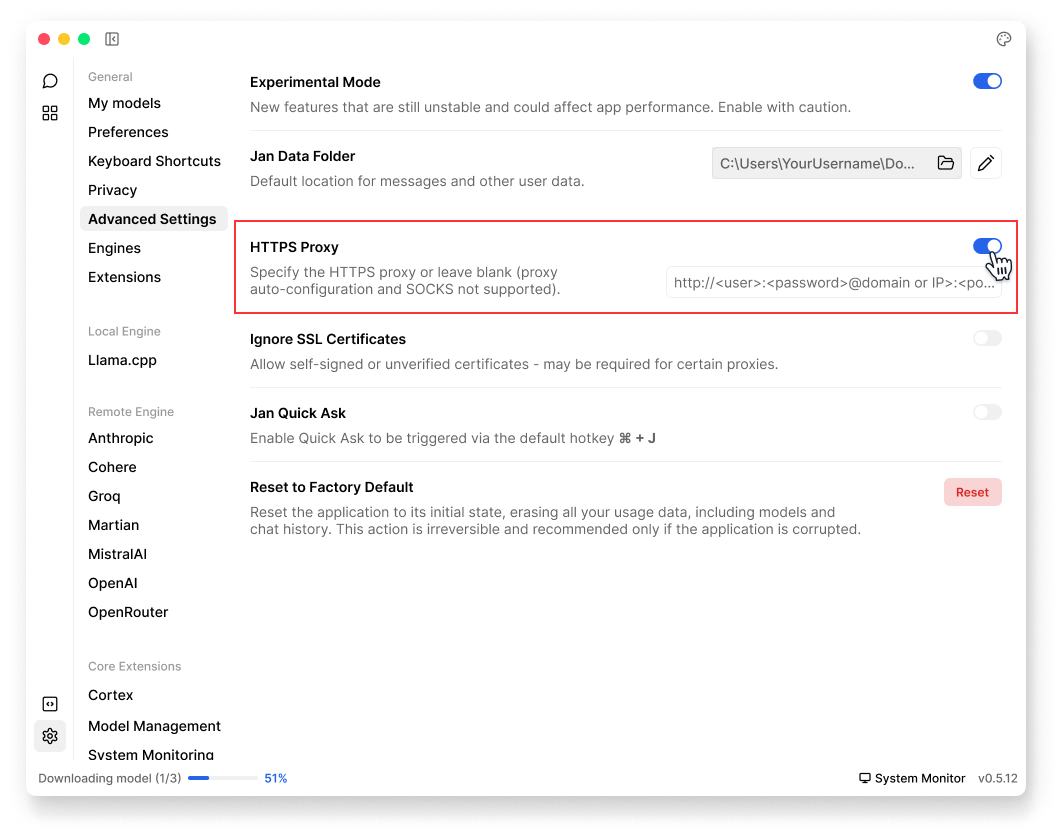 General
My models
Preferences
Keyboard Shortcuts
Privacy
Advanced Settings
Engines
Extensions
Local Engine
Llama.cpp
Remote Engine
Anthropic
Cohere
Groq
Martian
MistralAI
OpenAI
OpenRouter
Core Extensions
Cortex
Model Management
System Monitoring
Experimental Mode
New features that are still unstable and could affect app performance. Enable with caution.
Jan Data Folder
Default location for messages and other user data.
C:\Users\YourUsername\Do...
HTTPS Proxy
Specify the HTTPS proxy or leave blank (proxy
auto-configuration and SOCKS not supported).
http://<user>:<password>@domain or IP>:<po...
Ignore SSL Certificates
Allow self-signed or unverified certificates - may be required for certain proxies.
Jan Quick Ask
Enable Quick Ask to be triggered via the default hotkey ⌘ + J
Reset to Factory Default
Reset the application to its initial state, erasing all your usage data, including models and
chat history. This action is irreversible and recommended only if the application is corrupted.
Reset
Downloading model (1/3) 51%
System Monitor v0.5.12